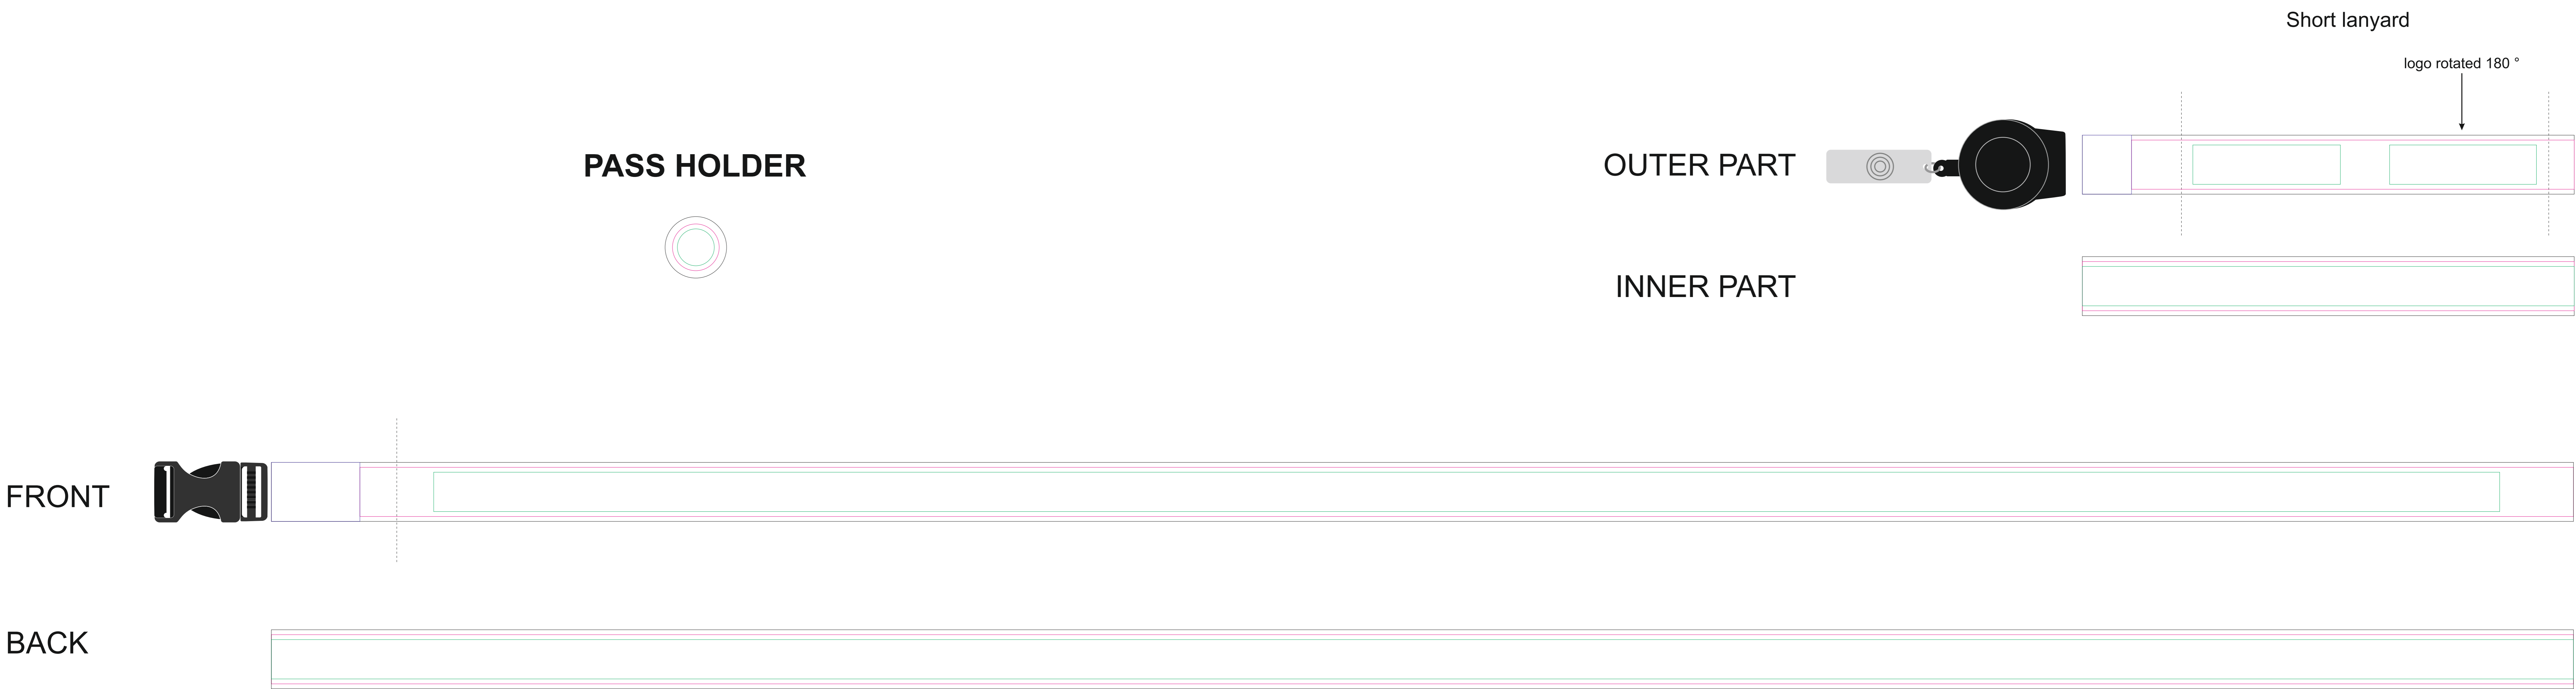 Short lanyard
logo rotated 180 °
PASS HOLDER
OUTER PART
INNER PART
FRONT
BACK